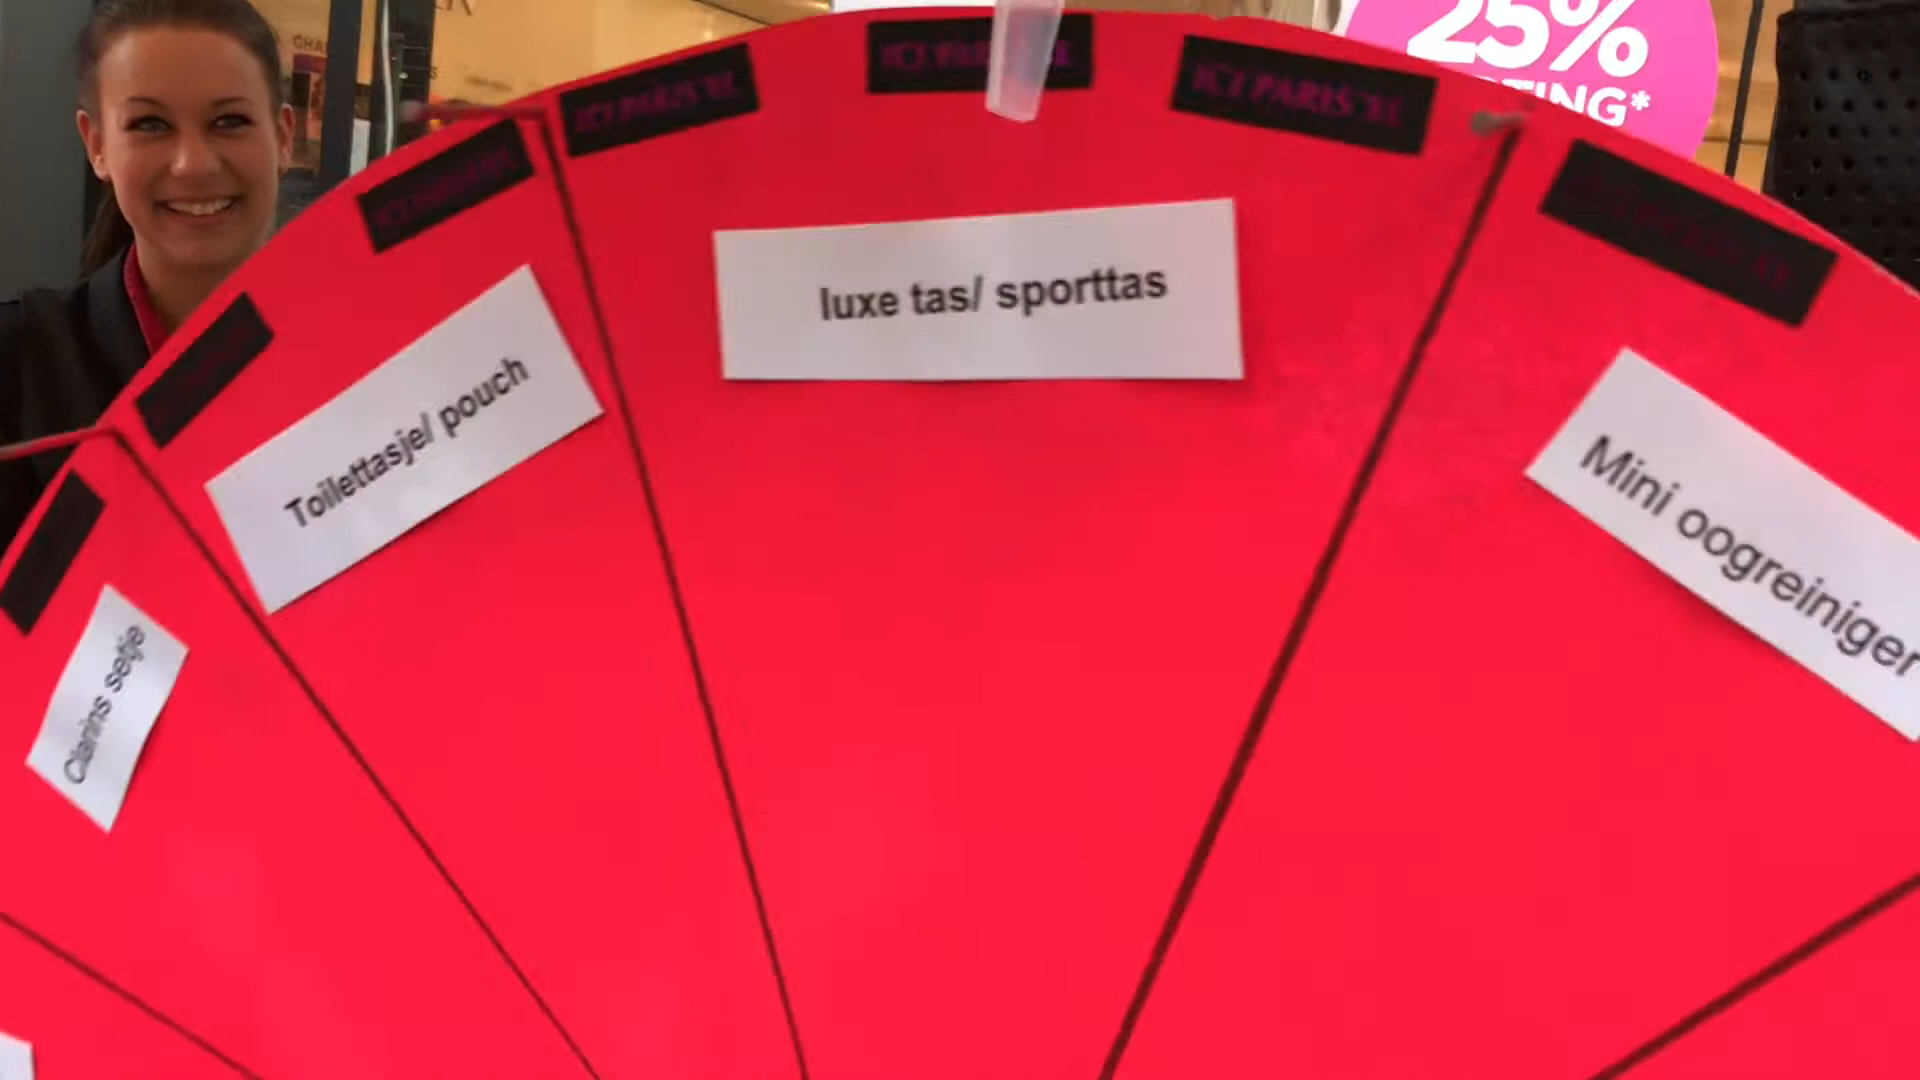 25%
ICI PARIS XL
ICI PARIS XL
luxe tas/ sporttas
Toilettasje/ pouch
Mini oogreiniger
Clarins setje